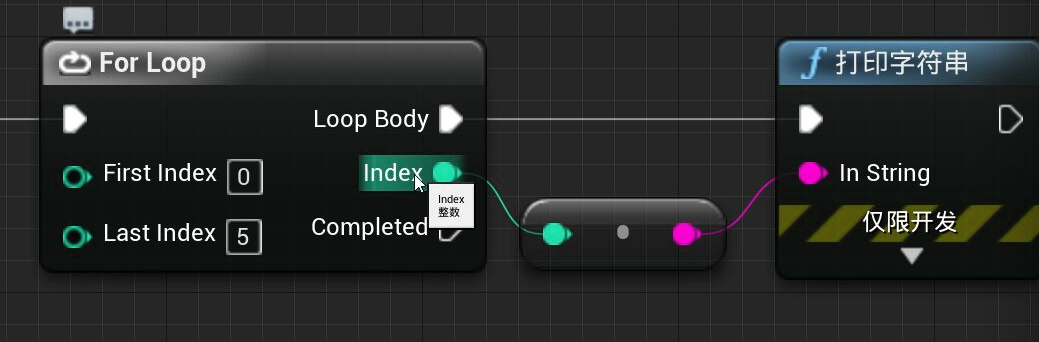 For Loop
打印字符串
Loop Body
First Index 0
Index
In String
Index
整数
Last Index 5
Completed
仅限开发